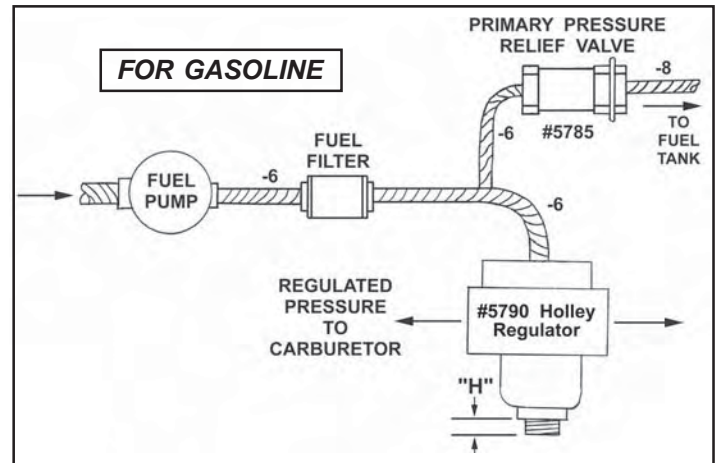 PRIMARY PRESSURE
RELIEF VALVE
FOR GASOLINE
-8
-6
#5785
TO
FUEL
TANK
FUEL
FILTER
FUEL
PUMP
-6
-6
REGULATED
PRESSURE
TO
CARBURETOR
#5790 Holley
Regulator
"H"